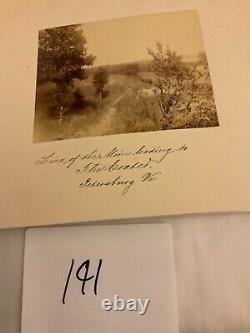 Line of the Mine leading to
The Crater.
Petersburg Va.
141